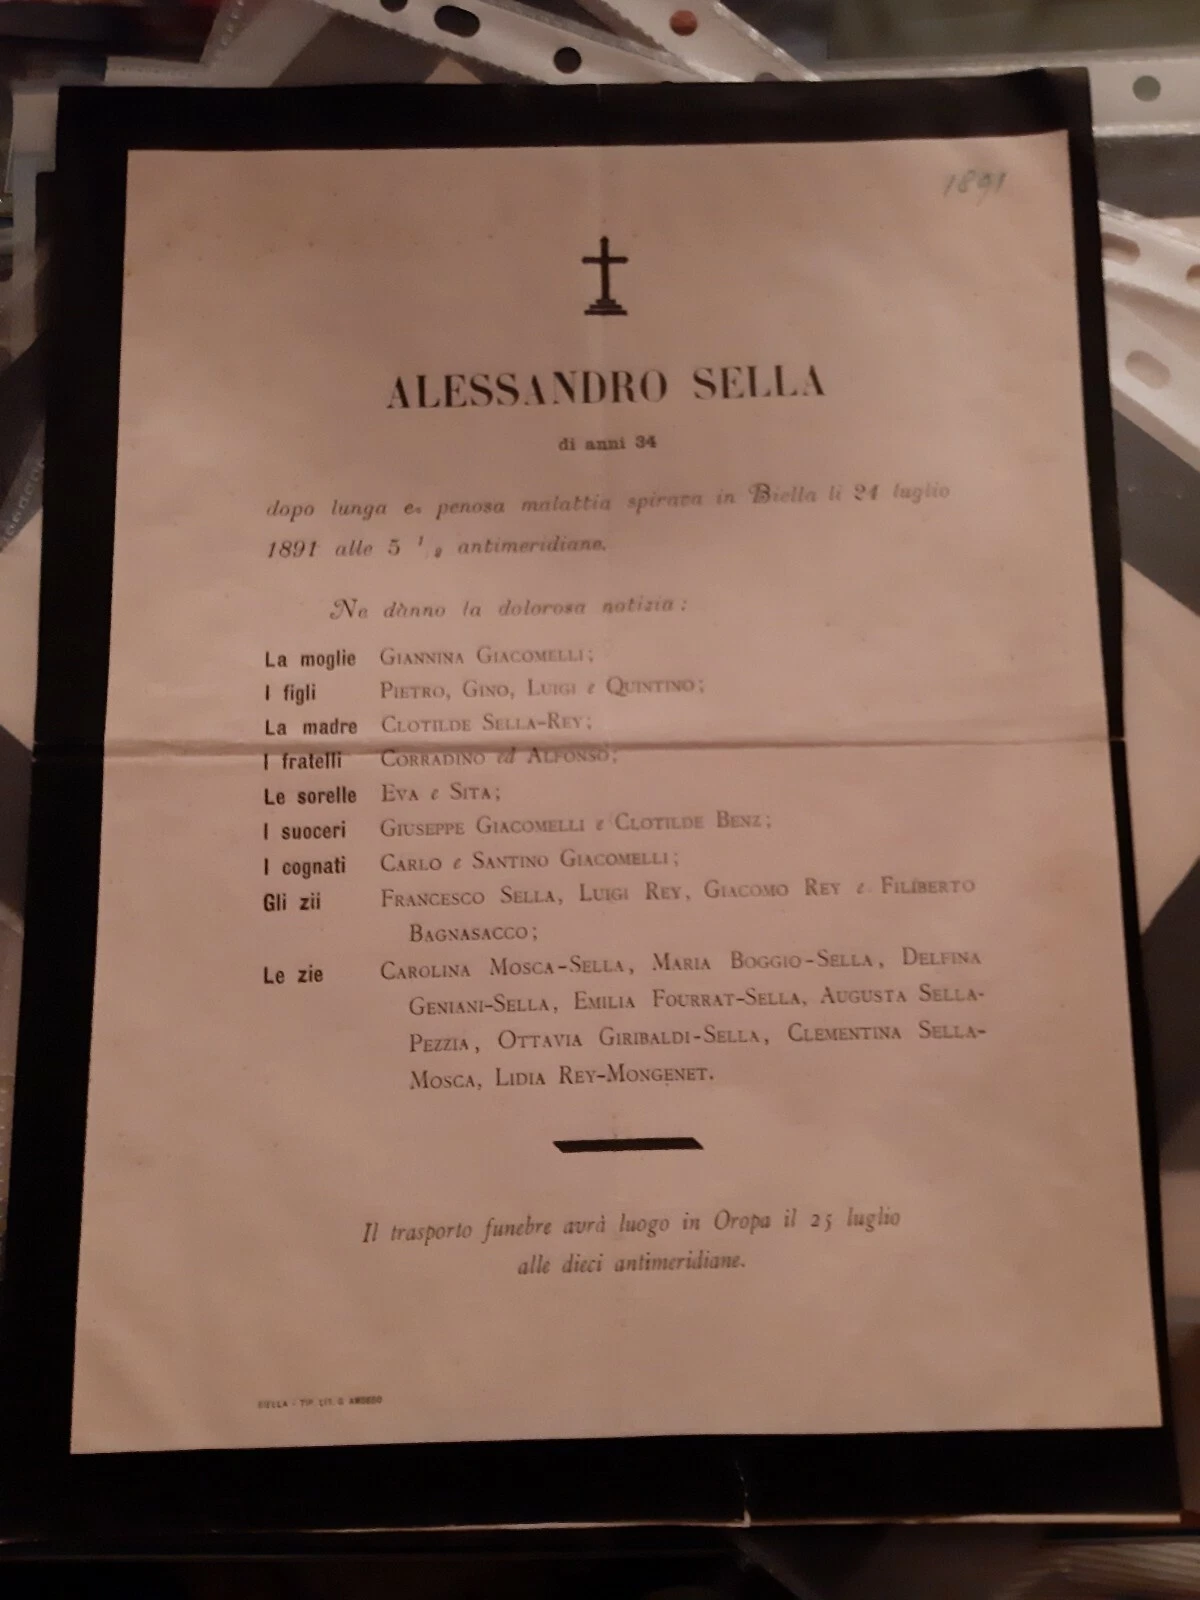 1891
ALESSANDRO SELLA
di anni 34
dopo lunga e penosa malattia spirava in Biella li 24 luglio
1891 alle 5 1/2 antimeridiane.
Ne dànno la dolorosa notizia:
La moglie GIANNINA GIACOMELLI;
I figli PIETRO, GINO, LUIGI e QUINTINO;
La madre CLOTILDE SELLA-REY;
I fratelli CORRADINO ed ALFONSO;
Le sorelle EVA e SITA;
I suoceri GIUSEPPE GIACOMELLI e CLOTILDE BENZ;
I cognati CARLO e SANTINO GIACOMELLI;
Gli zii FRANCESCO SELLA, LUIGI REY, GIACOMO REY e FILIBERTO
BAGNASACCO;
Le zie CAROLINA MOSCA-SELLA, MARIA BOGGIO-SELLA, DELFINA
GENIANI-SELLA, EMILIA FOURRAT-SELLA, AUGUSTA SELLA-
PEZZIA, OTTAVIA GIRIBALDI-SELLA, CLEMENTINA SELLA-
MOSCA, LIDIA REY-MONGENET.
Il trasporto funebre avrà luogo in Oropa il 25 luglio
alle dieci antimeridiane.
BIELLA - TIP. LIT. G. AMOSSO